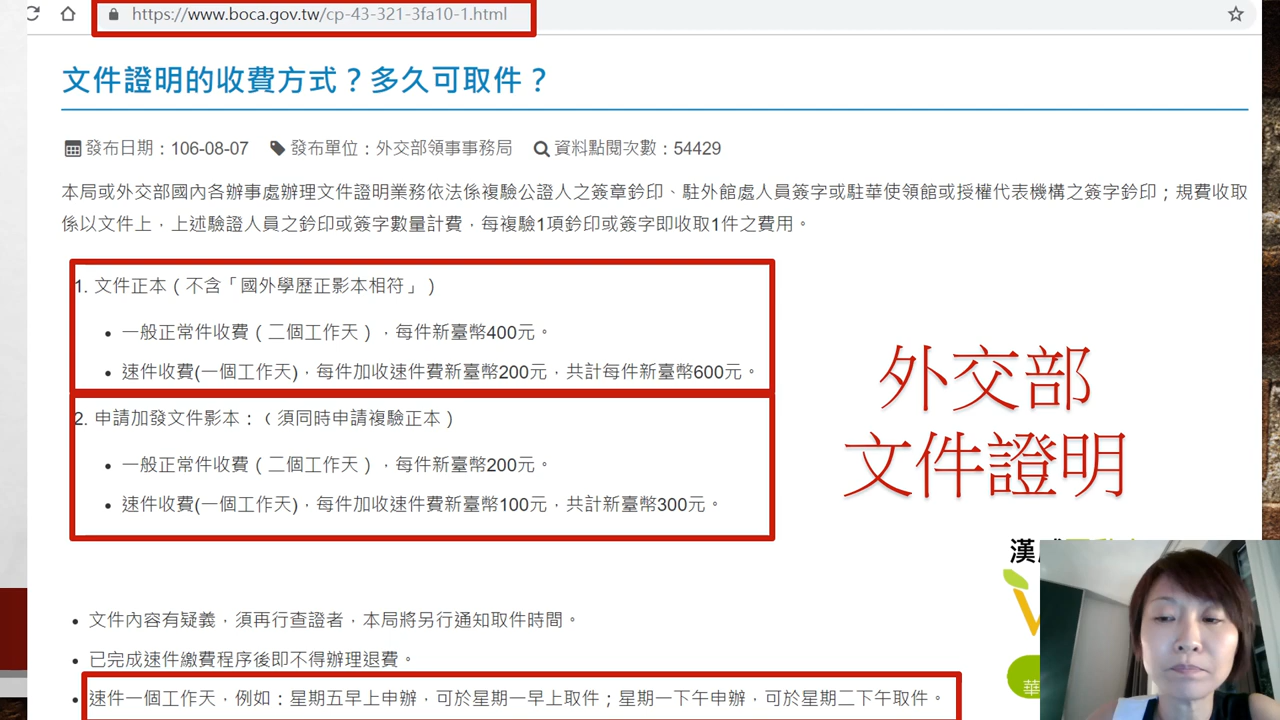 https://www.boca.gov.tw/cp-43-321-3fa10-1.html
文件證明的收費方式？多久可取件？
發布日期：106-08-07 發布單位：外交部領事事務局 資料點閱次數：54429
本局或外交部國內各辦事處辦理文件證明業務依法係複驗公證人之簽章鈐印、駐外館處人員簽字或駐華使領館或授權代表機構之簽字鈐印；規費收取
係以文件上，上述驗證人員之鈐印或簽字數量計費，每複驗1項鈐印或簽字即收取1件之費用。
1. 文件正本（不含「國外學歷正影本相符」）
• 一般正常件收費（二個工作天），每件新臺幣400元。
• 速件收費(一個工作天)，每件加收速件費新臺幣200元，共計每件新臺幣600元。
2. 申請加發文件影本：（須同時申請複驗正本）
• 一般正常件收費（二個工作天），每件新臺幣200元。
• 速件收費(一個工作天)，每件加收速件費新臺幣100元，共計新臺幣300元。
外交部
文件證明
漢
• 文件內容有疑義，須再行查證者，本局將另行通知取件時間。
• 已完成速件繳費程序後即不得辦理退費。
華
• 速件一個工作天，例如：星期五早上申辦，可於星期一早上取件；星期一下午申辦，可於星期二下午取件。